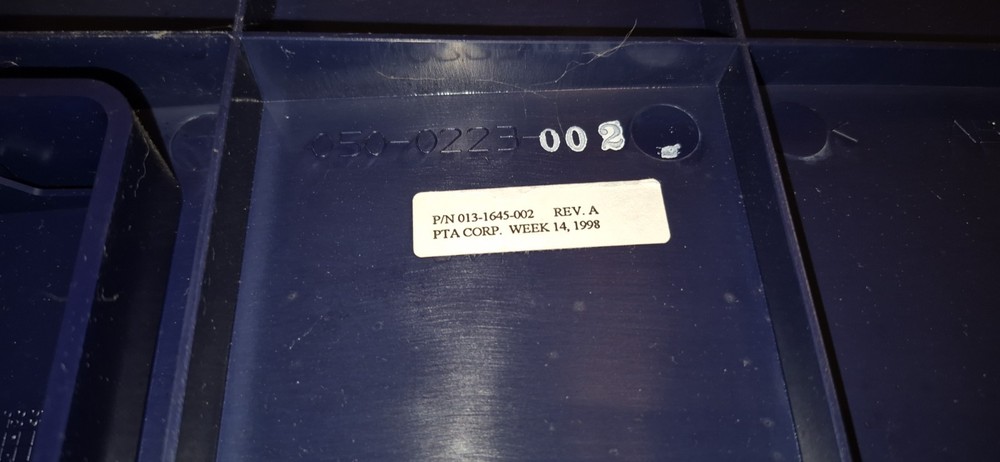 050-0223-002
P/N 013-1645-002 REV. A
PTA CORP. WEEK 14, 1998